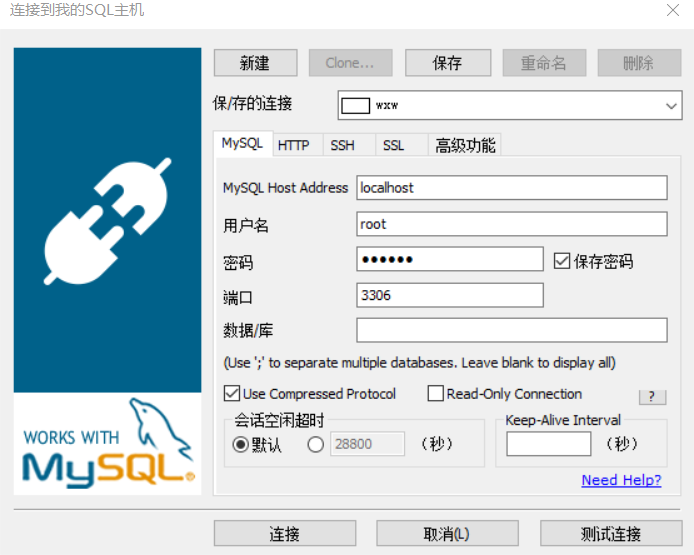 连接到我的SQL主机
新建 Clone... 保存 重命名 删除
保/存的连接 wxw
MySQL HTTP SSH SSL 高级功能
MySQL Host Address localhost
用户名 root
密码 •••••• 保存密码
端口 3306
数据/库
(Use ';' to separate multiple databases. Leave blank to display all)
Use Compressed Protocol Read-Only Connection ?
会话空闲超时 Keep-Alive Interval
默认 28800 （秒） （秒）
Need Help?
WORKS WITH
MySQL®
连接 取消(L) 测试连接